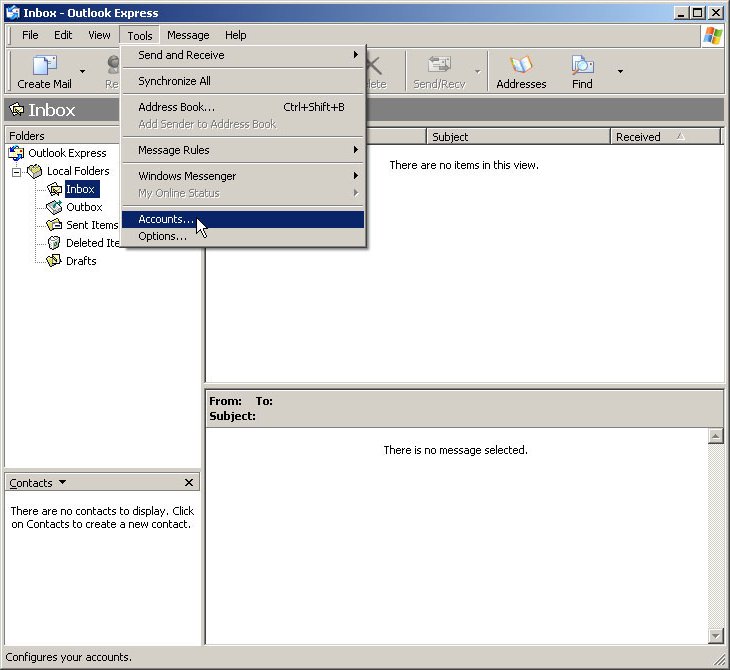 Inbox - Outlook Express
File Edit View Tools Message Help
Create Mail
Send/Recv
Addresses
Find
Send and Receive
Synchronize All
Address Book... Ctrl+Shift+B
Add Sender to Address Book
Message Rules
Windows Messenger
My Online Status
Accounts...
Options...
Inbox
Folders
Outlook Express
Local Folders
Inbox
Outbox
Sent Items
Deleted Ite
Drafts
Subject Received
There are no items in this view.
From: To:
Subject:
There is no message selected.
Contacts
There are no contacts to display. Click
on Contacts to create a new contact.
Configures your accounts.